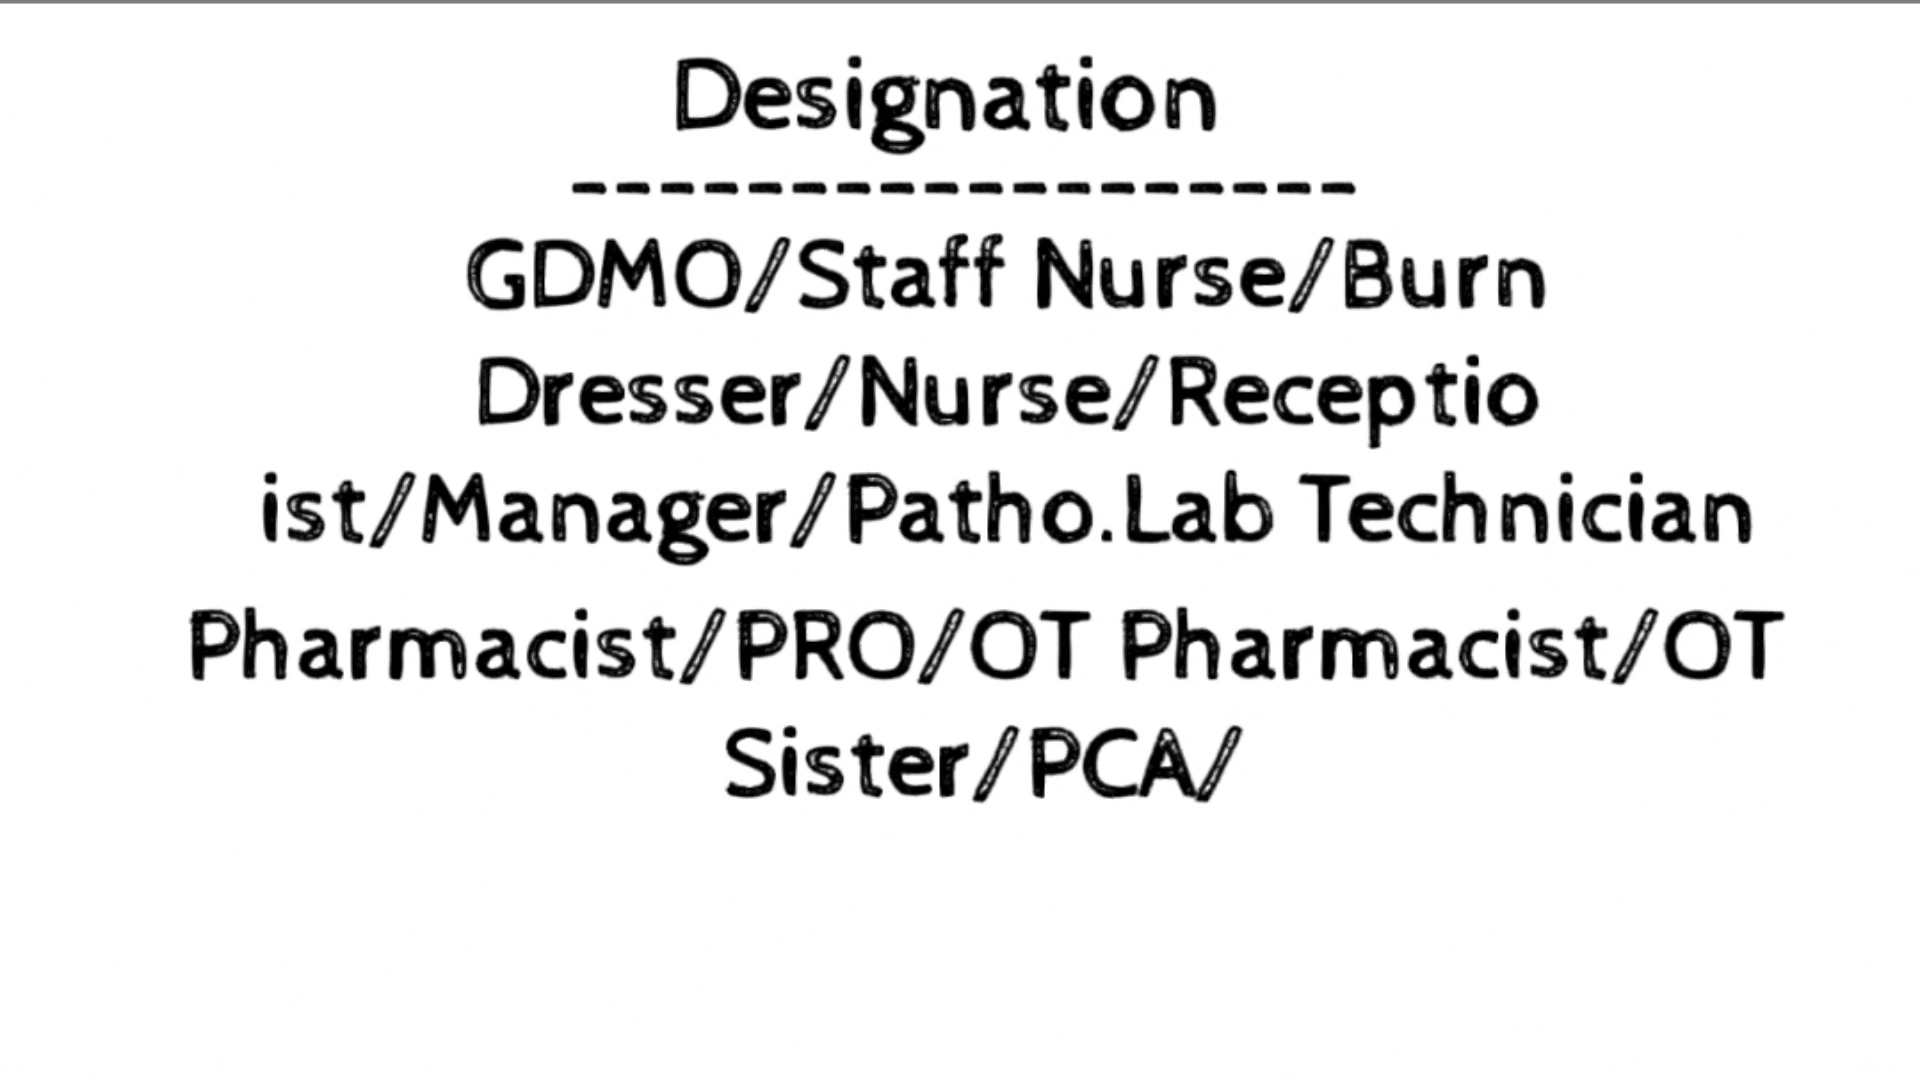 Designation
------------------
GDMO/Staff Nurse/Burn
Dresser/Nurse/Receptio
ist/Manager/Patho.Lab Technician
Pharmacist/PRO/OT Pharmacist/OT
Sister/PCA/